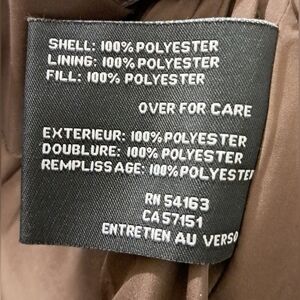 SHELL: 100% POLYESTER
LINING: 100% POLYESTER
FILL: 100% POLYESTER
OVER FOR CARE
EXTERIEUR: 100% POLYESTER
DOUBLURE: 100% POLYESTER
REMPLISSAGE: 100% POLYESTER
RN 54163
CA 57151
ENTRETIEN AU VERSO